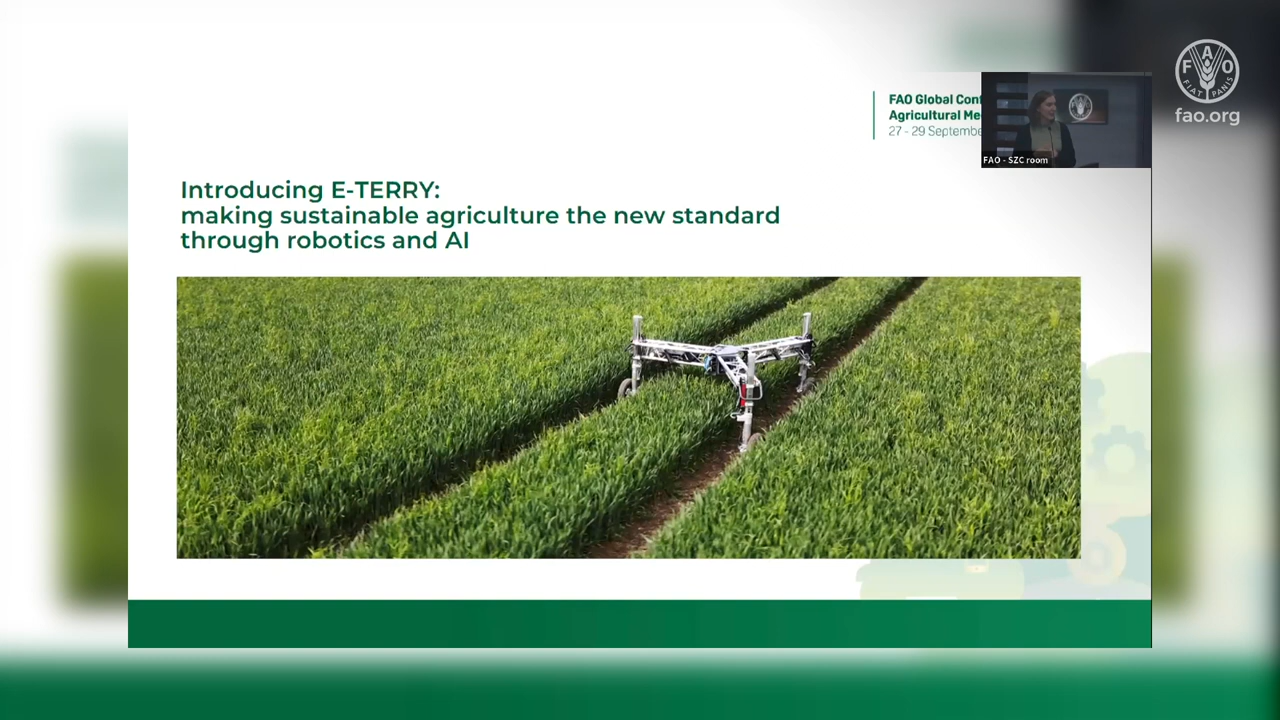 FAO Global Con
Agricultural Me
27 - 29 Septembe
FAO - SZC room
F A O
FIAT PANIS
fao.org
Introducing E-TERRY:
making sustainable agriculture the new standard
through robotics and AI